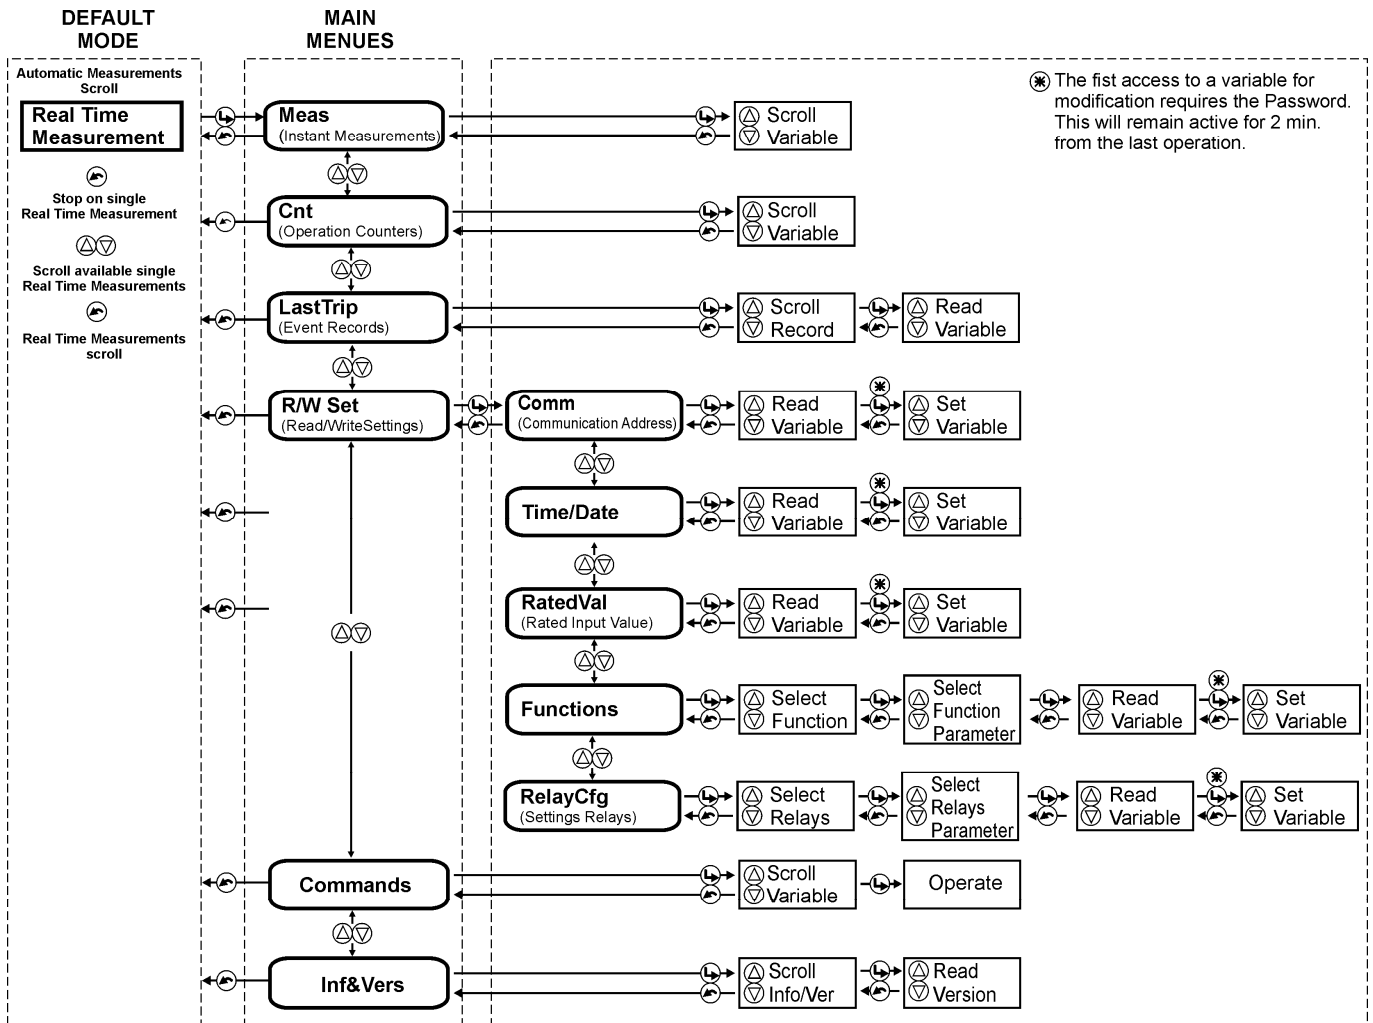 DEFAULT
MODE
MAIN
MENUES
Automatic Measurements
Scroll
Real Time
Measurement
Stop on single
Real Time Measurement
Scroll available single
Real Time Measurements
Real Time Measurements
scroll
The fist access to a variable for
modification requires the Password.
This will remain active for 2 min.
from the last operation.
Meas
(Instant Measurements)
Scroll
Variable
Cnt
(Operation Counters)
Scroll
Variable
LastTrip
(Event Records)
Scroll
Record
Read
Variable
R/W Set
(Read/WriteSettings)
Comm
(Communication Address)
Read
Variable
Set
Variable
Time/Date
Read
Variable
Set
Variable
RatedVal
(Rated Input Value)
Read
Variable
Set
Variable
Functions
Select
Function
Select
Function
Parameter
Read
Variable
Set
Variable
RelayCfg
(Settings Relays)
Select
Relays
Select
Relays
Parameter
Read
Variable
Set
Variable
Commands
Scroll
Variable
Operate
Inf&Vers
Scroll
Info/Ver
Read
Version